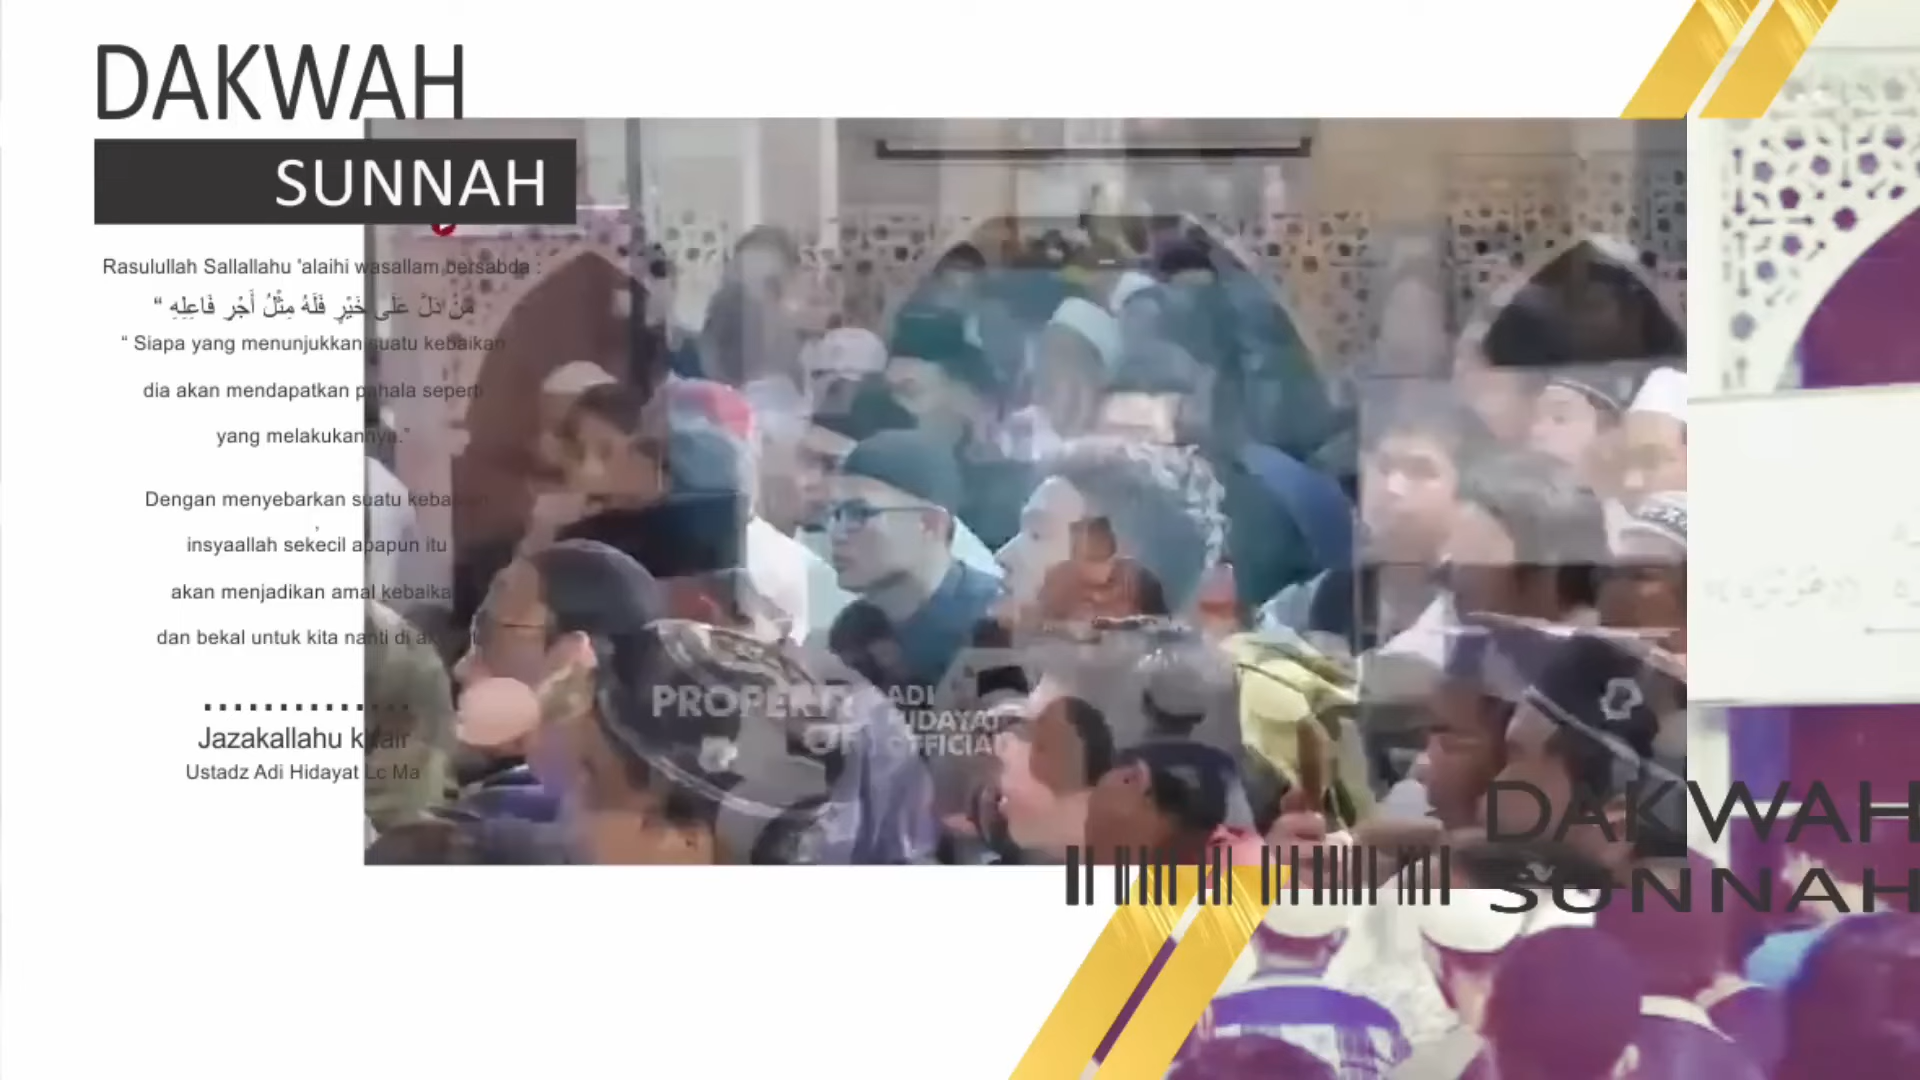 DAKWAH
SUNNAH
Rasulullah Sallallahu 'alaihi wasallam bersabda :
“ مَنْ دَلَّ عَلَى خَيْرٍ فَلَهُ مِثْلُ أَجْرِ فَاعِلِهِ
“ Siapa yang menunjukkan suatu kebaikan
dia akan mendapatkan pahala seperti
yang melakukannya.”
Dengan menyebarkan suatu kebaikan
insyaallah sekecil apapun itu
akan menjadikan amal kebaikan
dan bekal untuk kita nanti di
Jazakallahu khair
Ustadz Adi Hidayat Lc Ma
PROPERTY OF
ADI
HIDAYAT
OFFICIAL
DAKWAH
SUNNAH